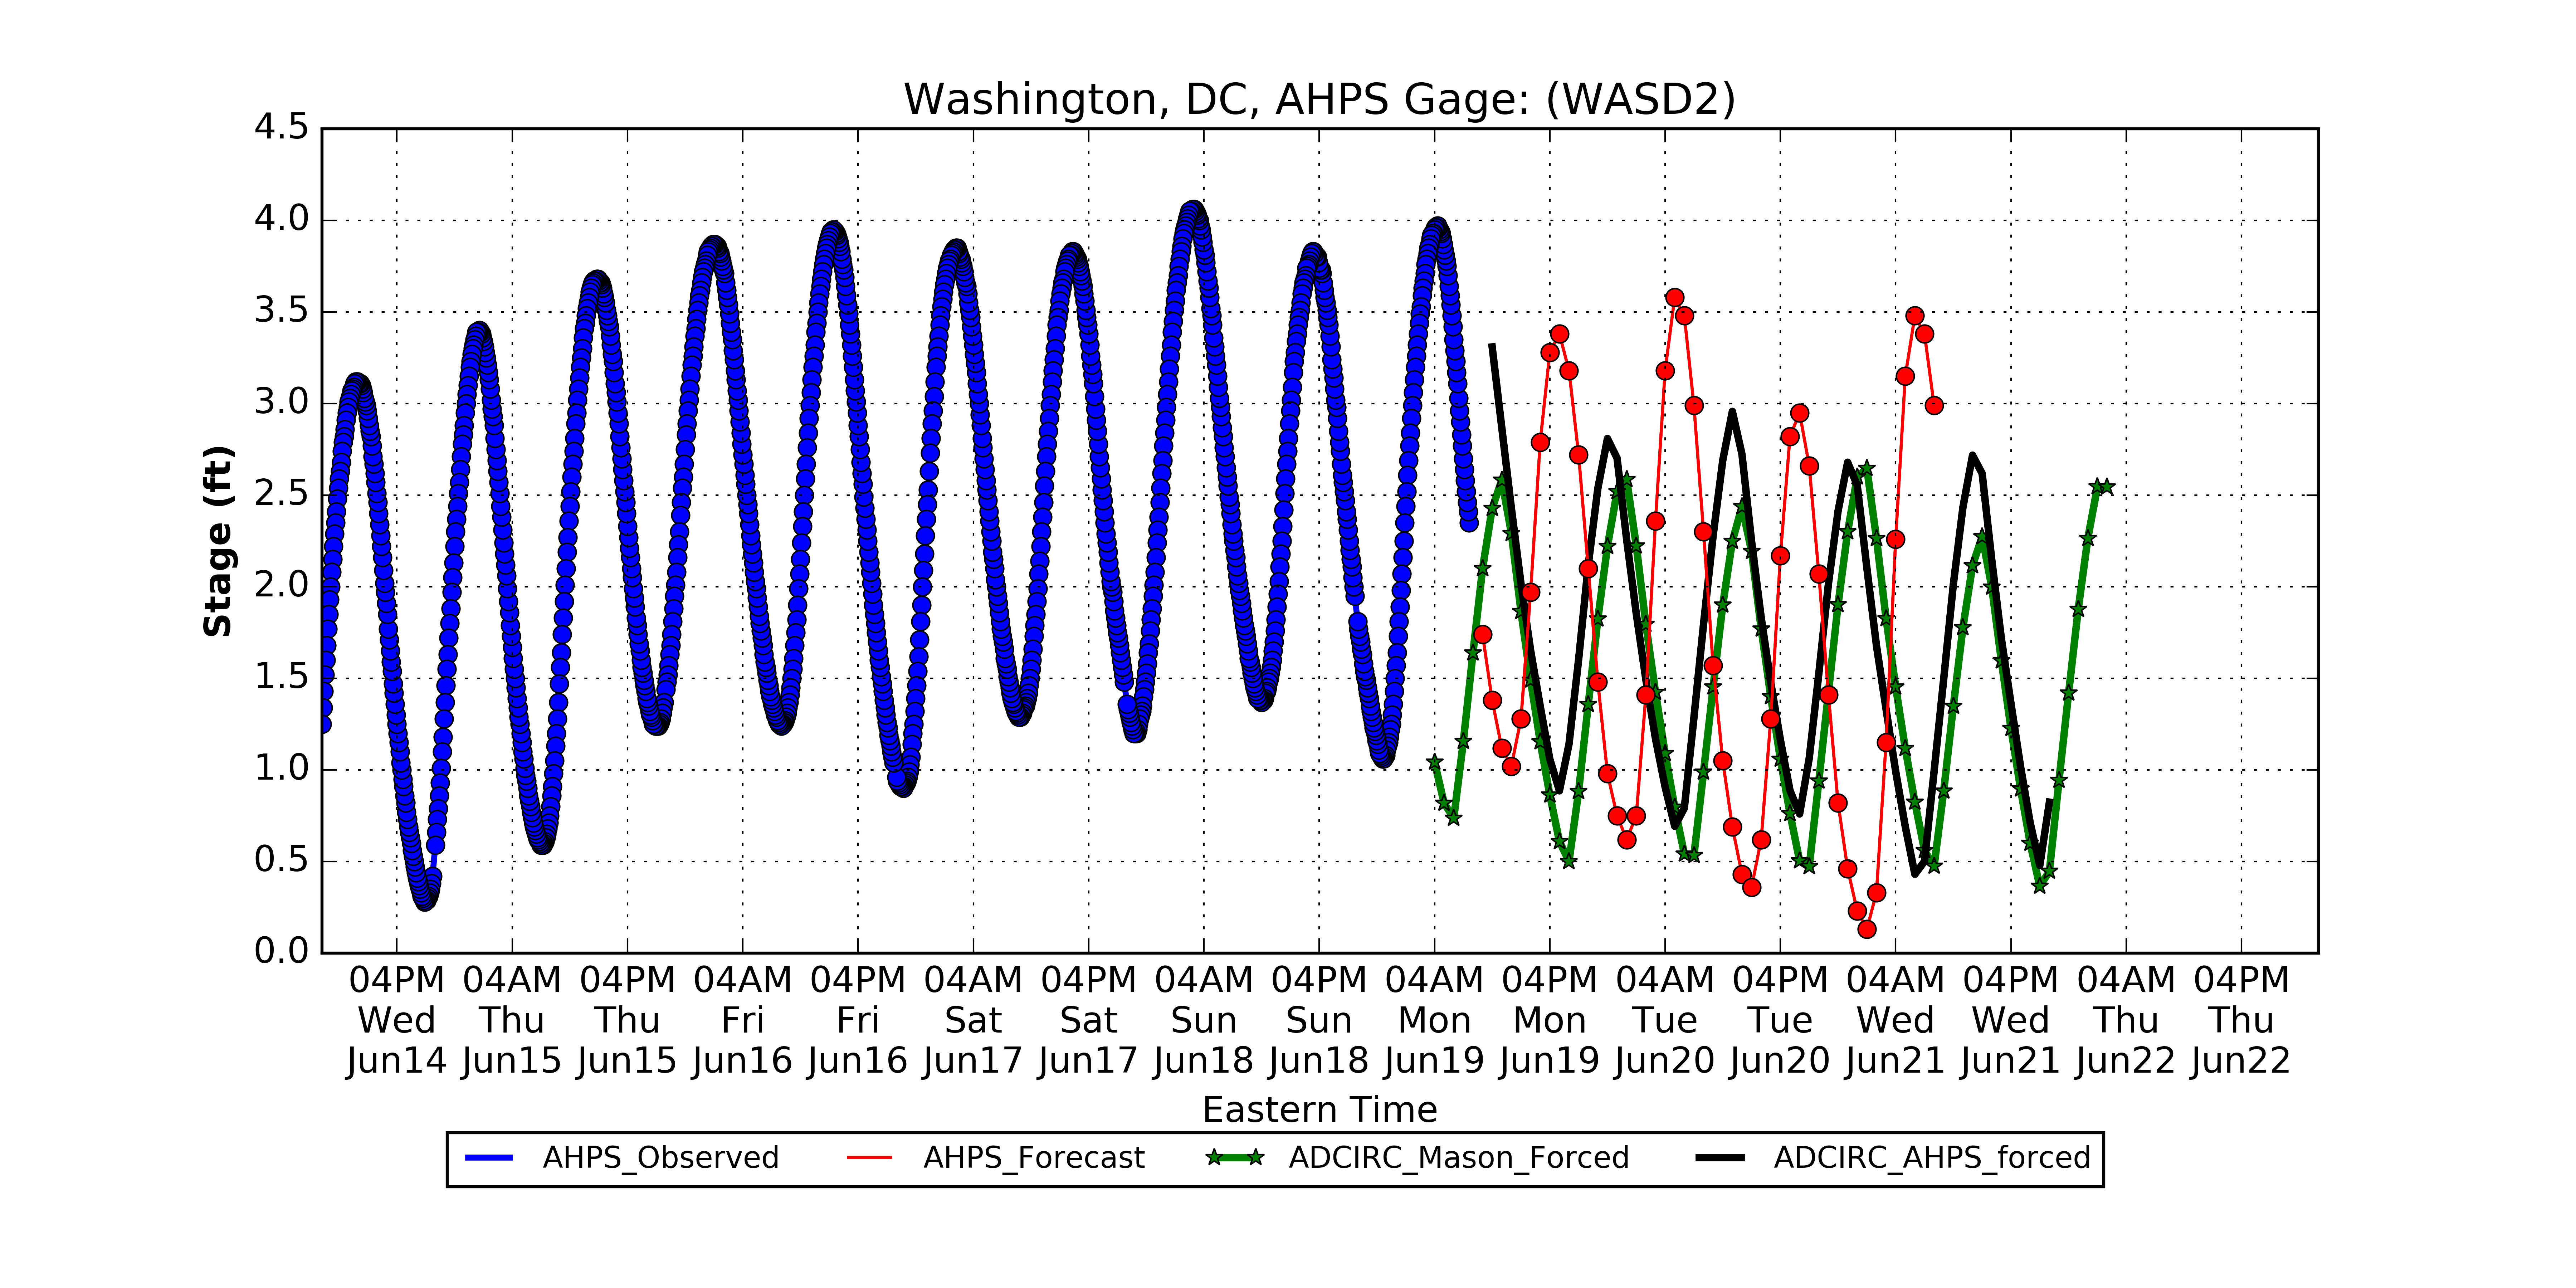 Washington, DC, AHPS Gage: (WASD2)
4.5
4.0
3.5
3.0
2.5
2.0
1.5
1.0
0.5
0.0
Stage (ft)
04PM 04AM 04PM 04AM 04PM 04AM 04PM 04AM 04PM 04AM 04PM 04AM 04PM 04AM 04PM 04AM 04PM
Wed Thu Thu Fri Fri Sat Sat Sun Sun Mon Mon Tue Tue Wed Wed Thu Thu
Jun14 Jun15 Jun15 Jun16 Jun16 Jun17 Jun17 Jun18 Jun18 Jun19 Jun19 Jun20 Jun20 Jun21 Jun21 Jun22 Jun22
Eastern Time
AHPS_Observed AHPS_Forecast ADCIRC_Mason_Forced ADCIRC_AHPS_forced